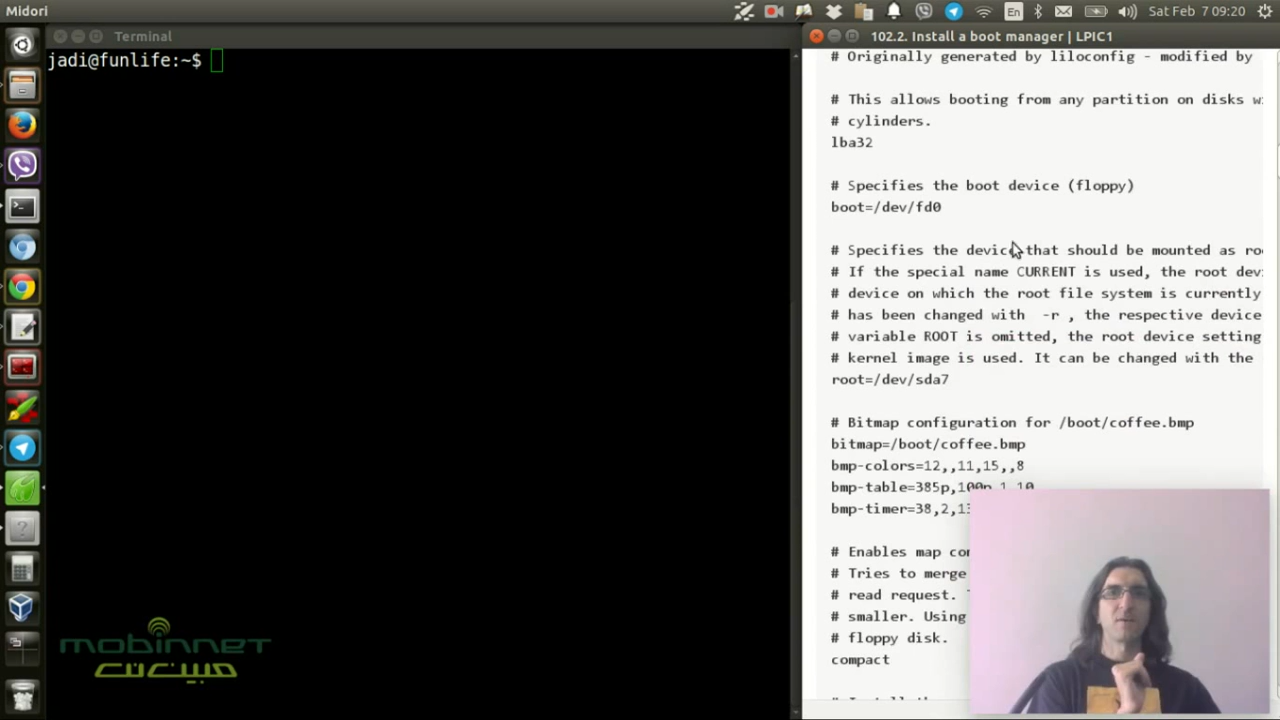 Midori
En
Sat Feb 7 09:20
Terminal
jadi@funlife:~$
102.2. Install a boot manager | LPIC1
# Originally generated by liloconfig - modified by
# This allows booting from any partition on disks
# cylinders.
lba32
# Specifies the boot device (floppy)
boot=/dev/fd0
# Specifies the device that should be mounted as
# If the special name CURRENT is used, the root
# device on which the root file system is currently
# has been changed with -r , the respective device
# variable ROOT is omitted, the root device setting
# kernel image is used. It can be changed with the
root=/dev/sda7
# Bitmap configuration for /boot/coffee.bmp
bitmap=/boot/coffee.bmp
bmp-colors=12,,11,15,,8
bmp-table=385p,100p,1,10
bmp-timer=38,2,13
# Enables map
# Tries to merge
# read request.
# smaller. Using
# floppy disk.
compact
mobinnet
مبین نت